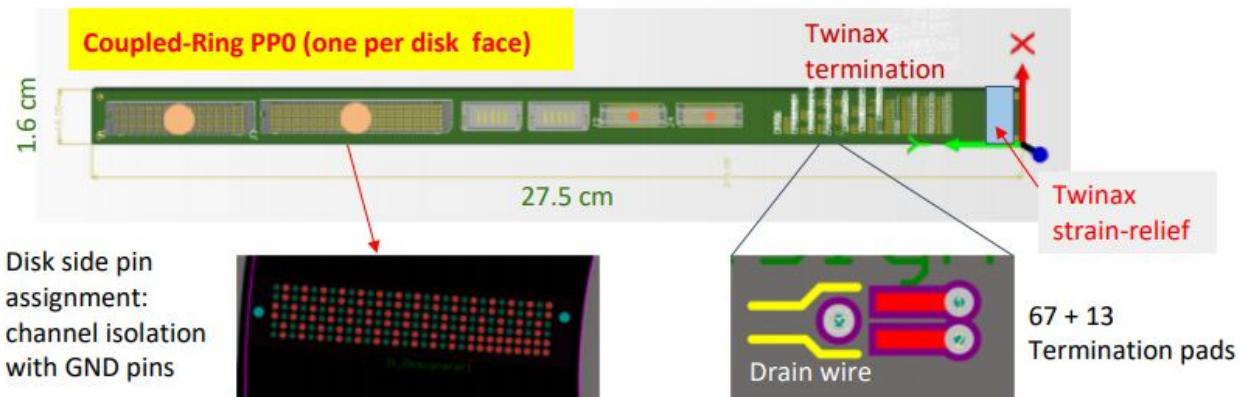 Coupled-Ring PP0 (one per disk face)
Twinax
termination
1.6 cm
27.5 cm
Twinax
strain-relief
Disk side pin
assignment:
channel isolation
with GND pins
Drain wire
67 + 13
Termination pads